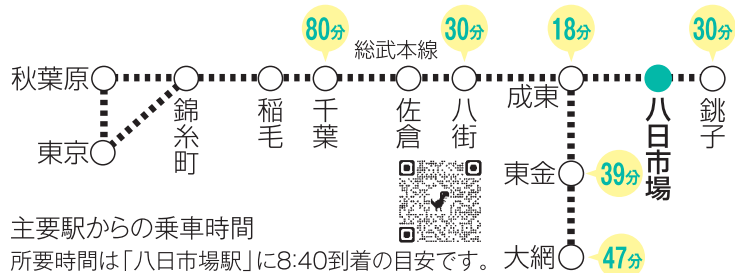 80分
30分
18分
30分
総武本線
秋葉原
東京
錦糸町
稲毛
千葉
佐倉
八街
成東
八日市場
銚子
東金
39分
大網
47分
主要駅からの乗車時間
所要時間は「八日市場駅」に8:40到着の目安です。